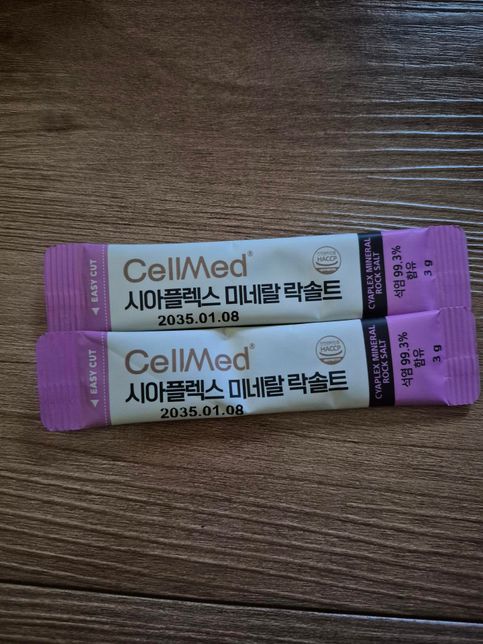 ◀ EASY CUT
CellMed®
HACCP
시아플렉스 미네랄 락솔트
2035.01.08
CYAPLEX MINERAL
ROCK SALT
석염 99.3%
함유
3 g
◀ EASY CUT
CellMed®
HACCP
시아플렉스 미네랄 락솔트
2035.01.08
CYAPLEX MINERAL
ROCK SALT
석염 99.3%
함유
3 g